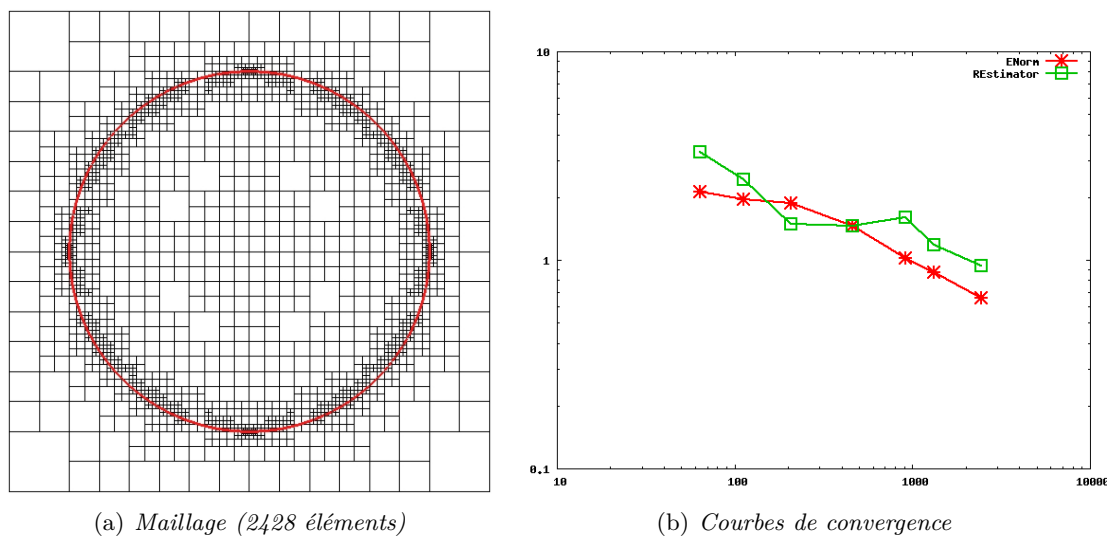 10
1
0.1
10
100
1000
10000
ENorm
REstimator
(a) Maillage (2428 éléments)
(b) Courbes de convergence